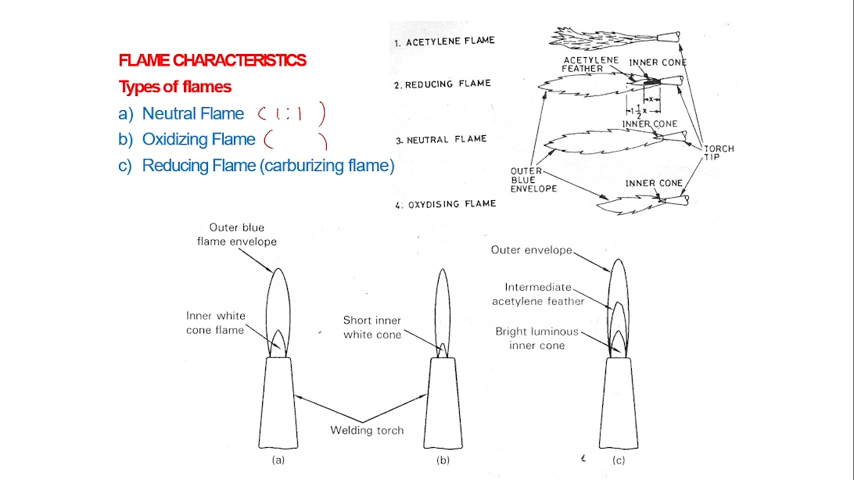 FLAME CHARACTERISTICS
Types of flames
a) Neutral Flame ( 1:1 )
b) Oxidizing Flame ( )
c) Reducing Flame (carburizing flame)
1. ACETYLENE FLAME
ACETYLENE
FEATHER
INNER CONE
2. REDUCING FLAME
x
1 1/2 x
INNER CONE
3. NEUTRAL FLAME
TORCH
TIP
OUTER
BLUE
ENVELOPE
INNER CONE
4. OXYDISING FLAME
Outer blue
flame envelope
Inner white
cone flame
Short inner
white cone
Outer envelope
Intermediate
acetylene feather
Bright luminous
inner cone
Welding torch
(a)
(b)
(c)